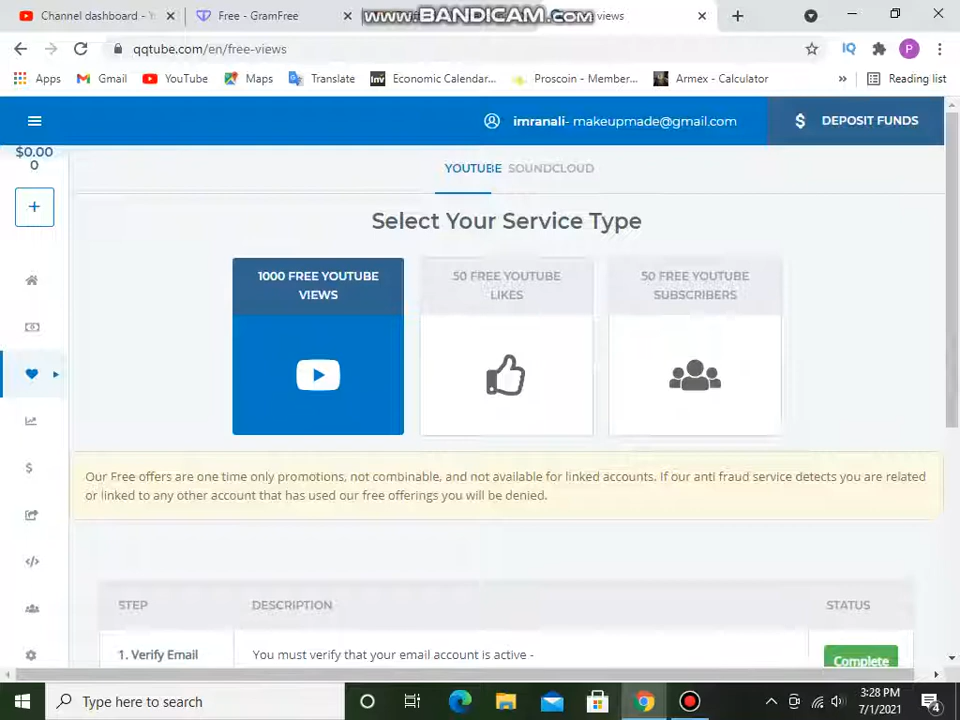 Channel dashboard - Y
Free - GramFree
WWW.BANDICAM.COM
views
qqtube.com/en/free-views
P
Apps
Gmail
YouTube
Maps
Translate
Inv
Economic Calendar...
Proscoin - Member...
Armex - Calculator
»
Reading list
imranali- makeupmade@gmail.com
$ DEPOSIT FUNDS
$0.00
0
+
YOUTUBE
SOUNDCLOUD
Select Your Service Type
1000 FREE YOUTUBE
VIEWS
50 FREE YOUTUBE
LIKES
50 FREE YOUTUBE
SUBSCRIBERS
Our Free offers are one time only promotions, not combinable, and not available for linked accounts. If our anti fraud service detects you are related
or linked to any other account that has used our free offerings you will be denied.
STEP
DESCRIPTION
STATUS
1. Verify Email
You must verify that your email account is active -
Complete
Type here to search
3:28 PM
7/1/2021
4